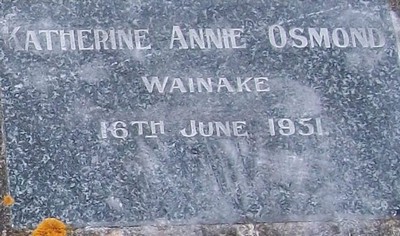 KATHERINE ANNIE OSMOND
WAINAKE
16TH JUNE 1951.